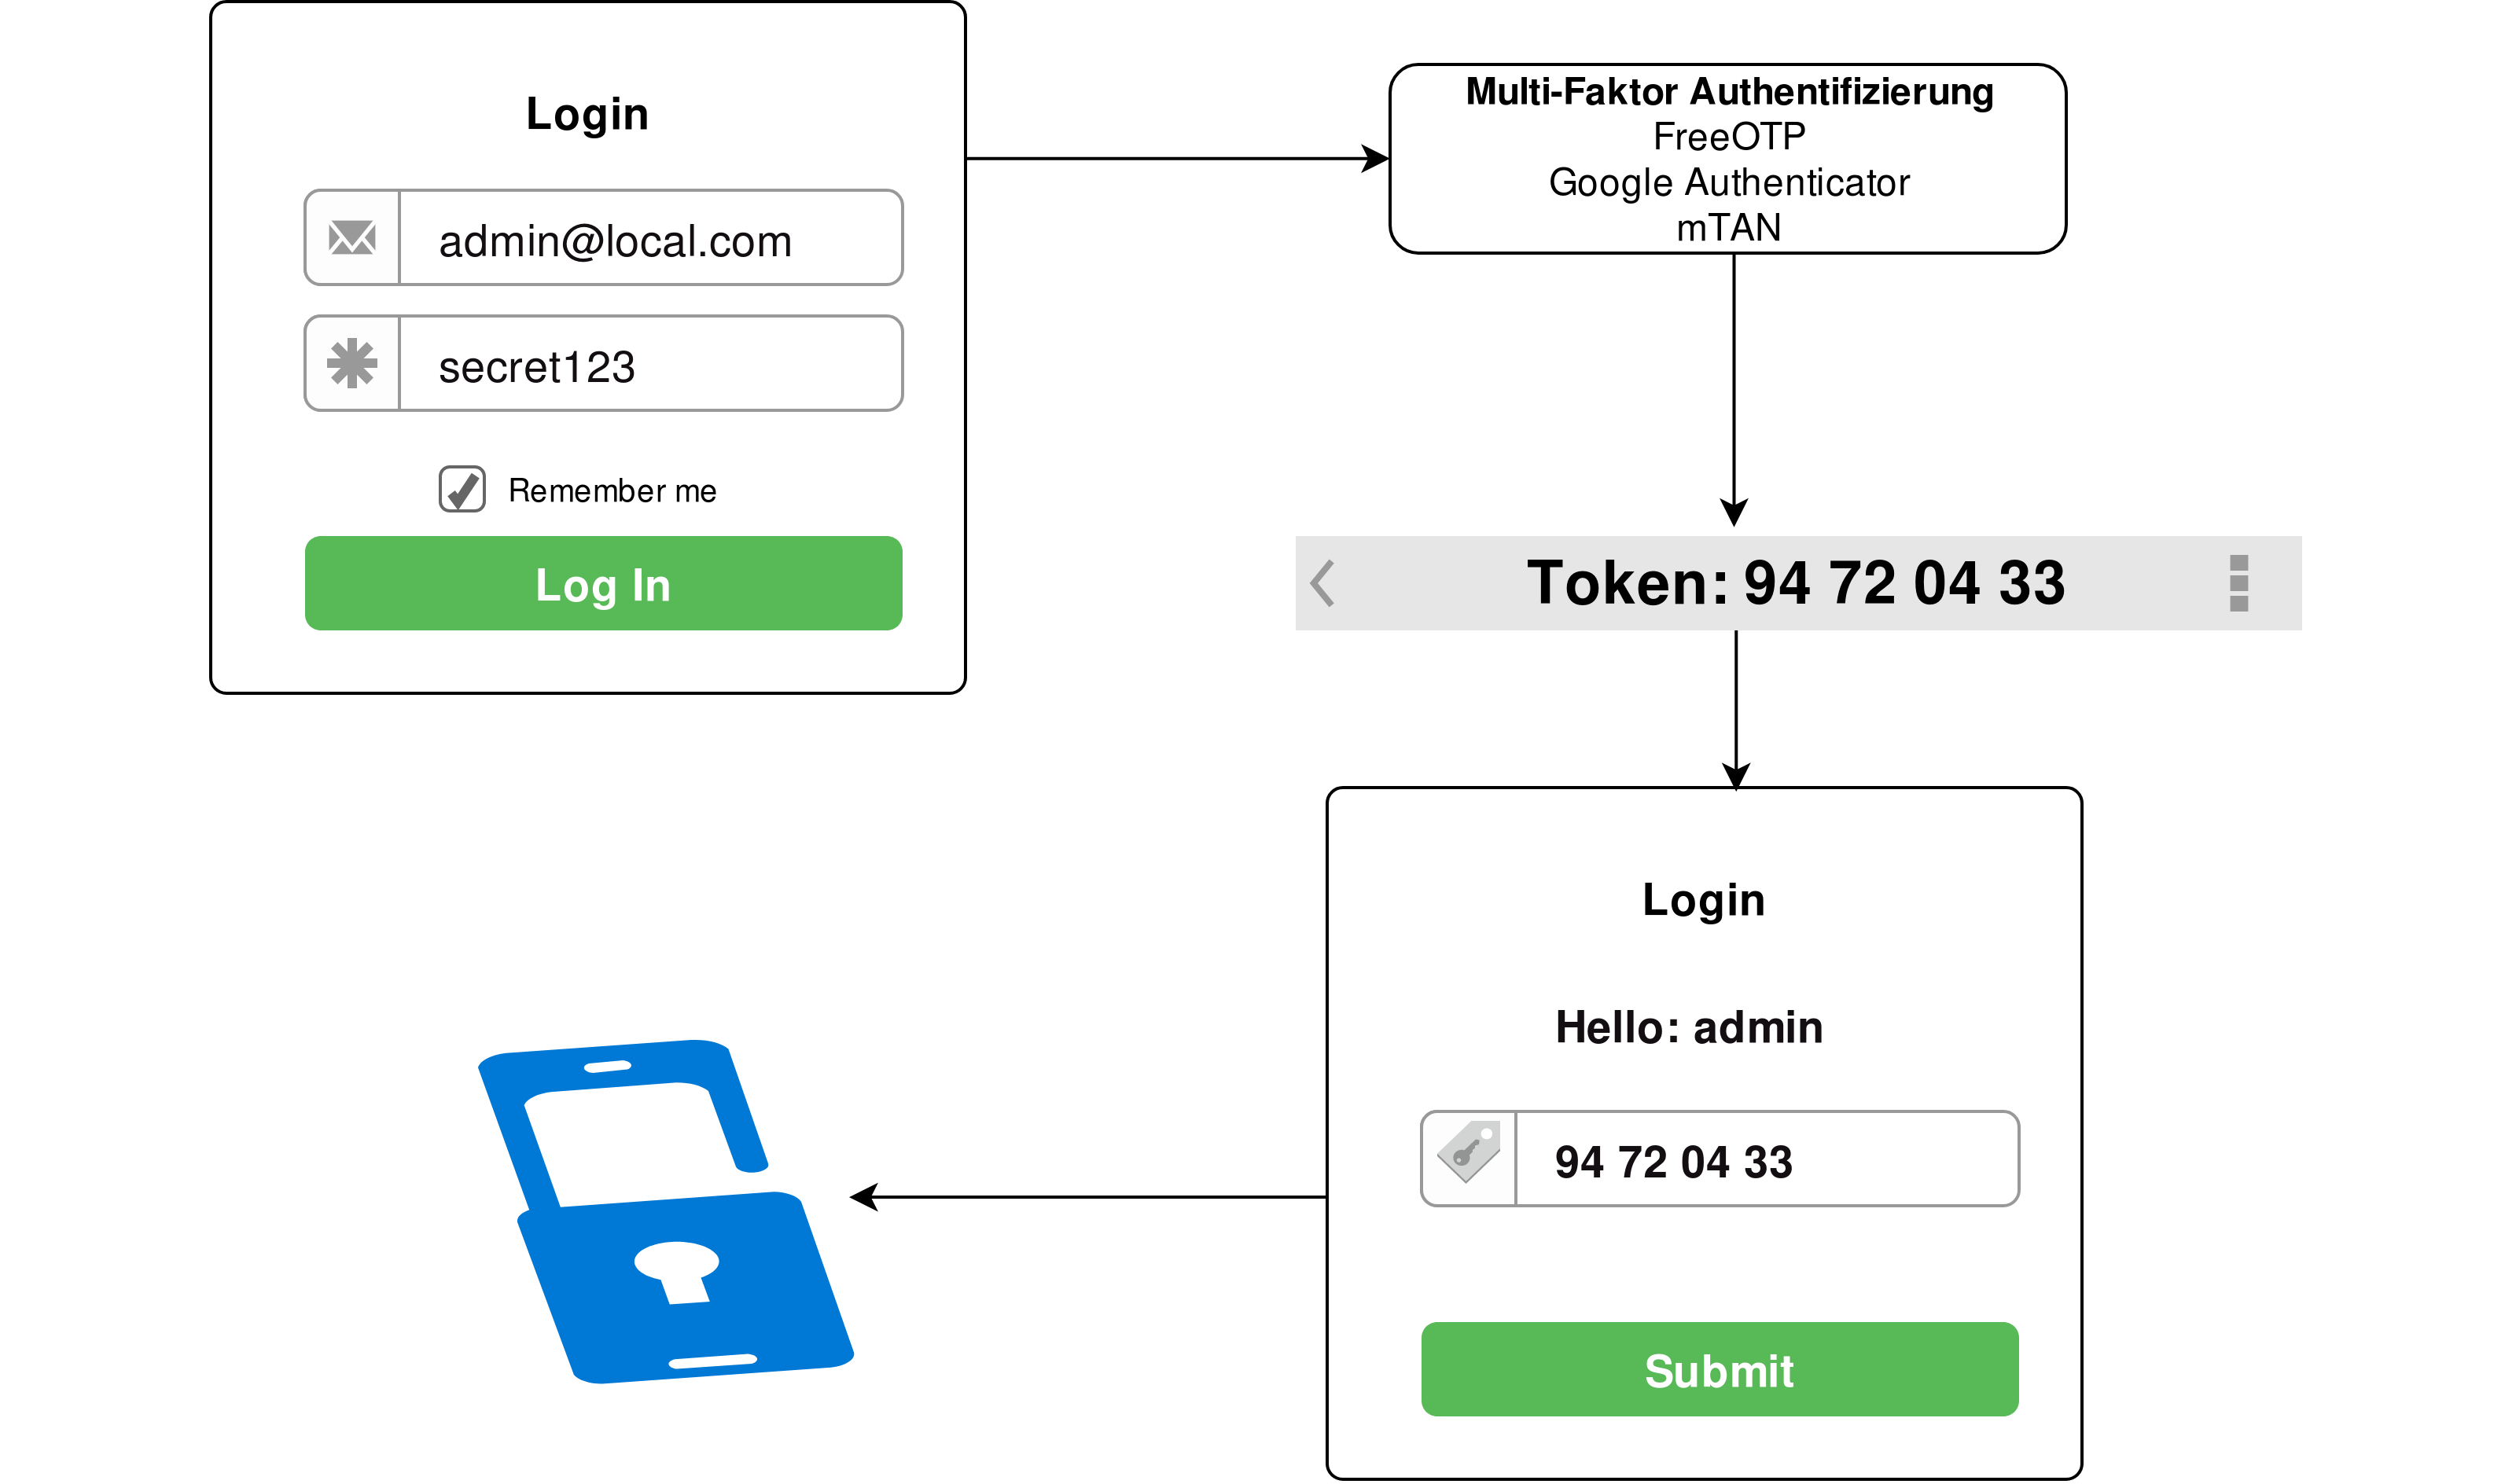 Login
admin@local.com
secret123
Remember me
Log In
Multi-Faktor Authentifizierung
FreeOTP
Google Authenticator
mTAN
Token: 94 72 04 33
Login
Hello: admin
94 72 04 33
Submit